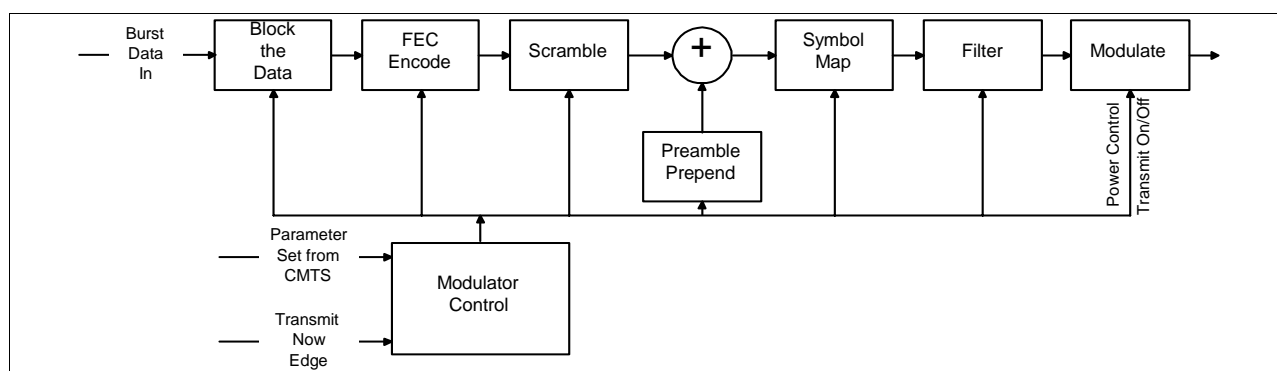 Burst
Data
In
Block
the
Data
FEC
Encode
Scramble
+
Symbol
Map
Filter
Modulate
Preamble
Prepend
Power Control
Transmit On/Off
Parameter
Set from
CMTS
Modulator
Control
Transmit
Now
Edge